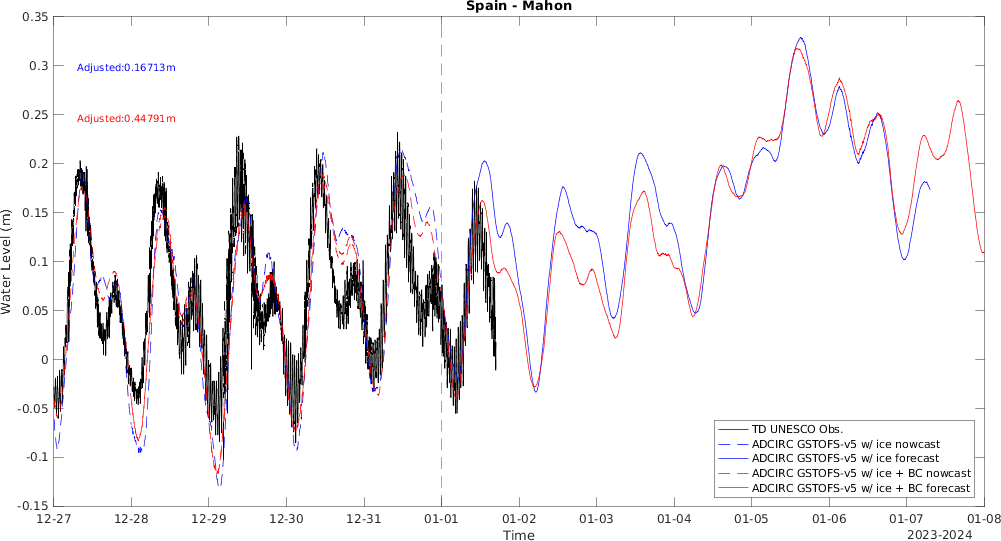 Spain - Mahon
0.35
0.3
0.25
0.2
0.15
0.1
0.05
0
-0.05
-0.1
-0.15
Water Level (m)
Adjusted:0.16713m
Adjusted:0.44791m
TD UNESCO Obs.
ADCIRC GSTOFS-v5 w/ ice nowcast
ADCIRC GSTOFS-v5 w/ ice forecast
ADCIRC GSTOFS-v5 w/ ice + BC nowcast
ADCIRC GSTOFS-v5 w/ ice + BC forecast
12-27 12-28 12-29 12-30 12-31 01-01 01-02 01-03 01-04 01-05 01-06 01-07 01-08
Time
2023-2024